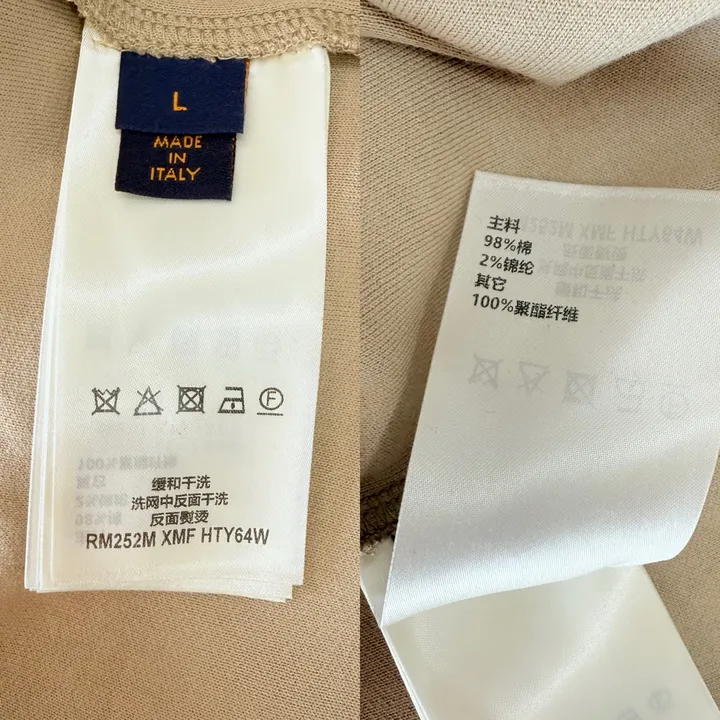 L
MADE
IN
ITALY
缓和干洗
洗网中反面干洗
反面熨烫
RM252M XMF HTY64W
主料
98%棉
2%锦纶
其它
100%聚酯纤维